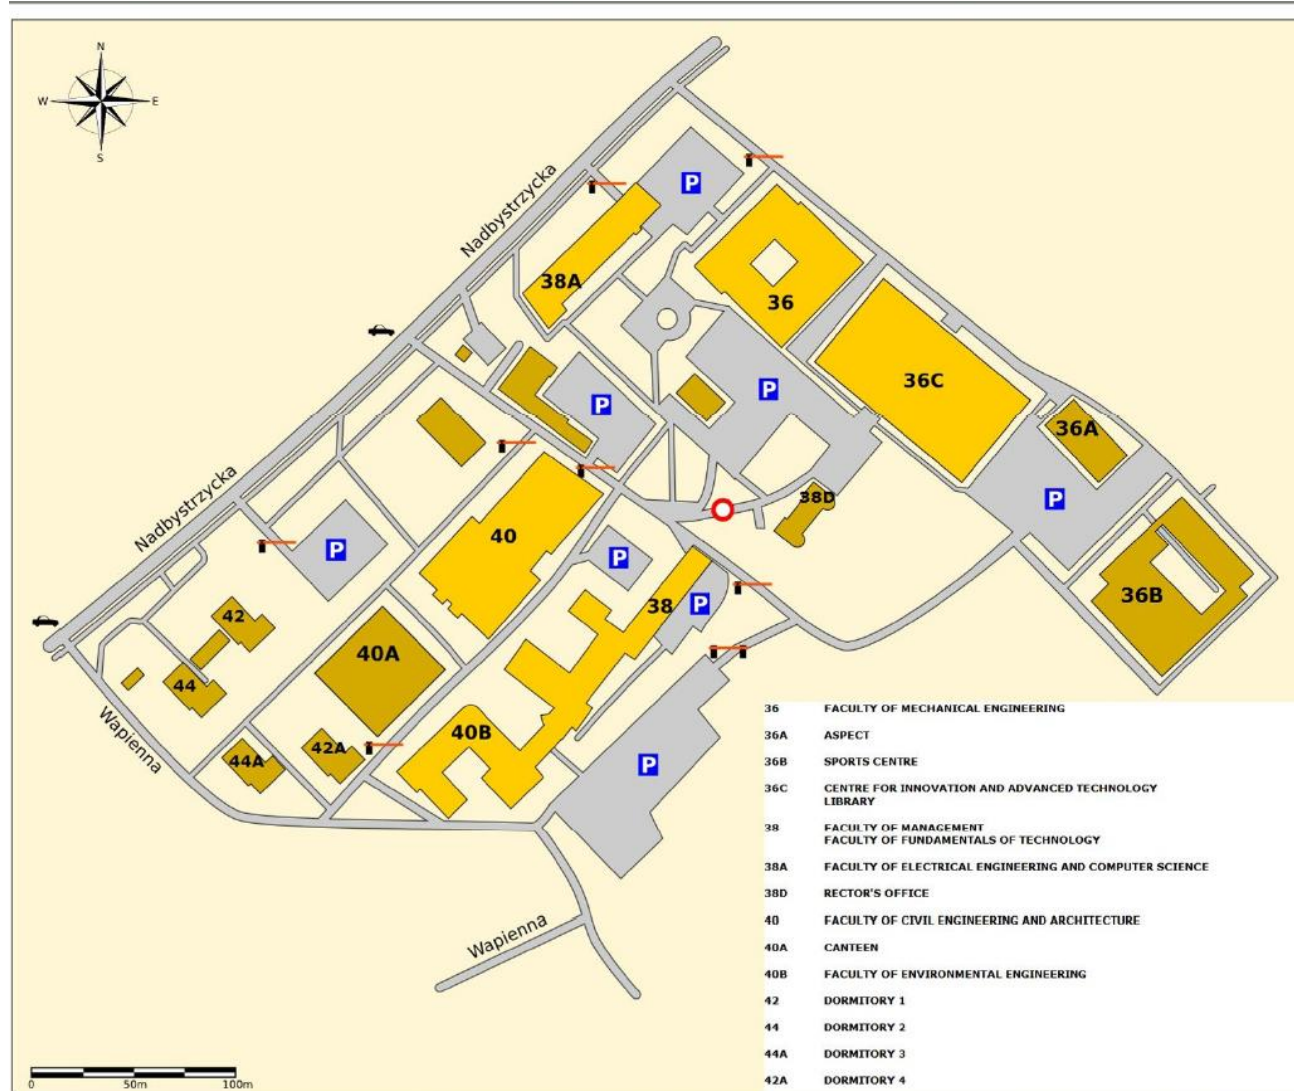 N
W E
S
Nadbystrzycka
P
38A
36
P
36C
P
36A
38D
P
Nadbystrzycka
40
P
P
36B
42
38
P
40A
44
Wapienna
44A
42A
40B
P
Wapienna
36 FACULTY OF MECHANICAL ENGINEERING
36A ASPECT
36B SPORTS CENTRE
36C CENTRE FOR INNOVATION AND ADVANCED TECHNOLOGY
LIBRARY
38 FACULTY OF MANAGEMENT
FACULTY OF FUNDAMENTALS OF TECHNOLOGY
38A FACULTY OF ELECTRICAL ENGINEERING AND COMPUTER SCIENCE
38D RECTOR'S OFFICE
40 FACULTY OF CIVIL ENGINEERING AND ARCHITECTURE
40A CANTEEN
40B FACULTY OF ENVIRONMENTAL ENGINEERING
42 DORMITORY 1
44 DORMITORY 2
44A DORMITORY 3
42A DORMITORY 4
0 50m 100m